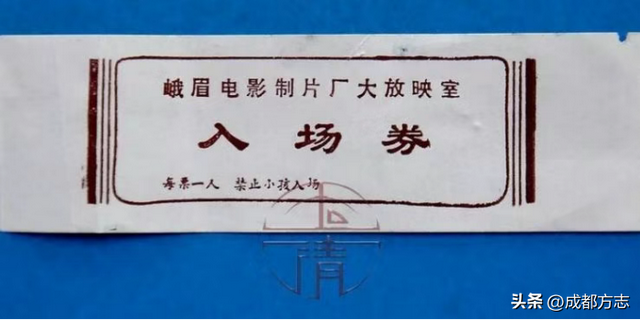 峨眉电影制片厂大放映室
入场券
每票一人 禁止小孩入场
头条 @成都方志